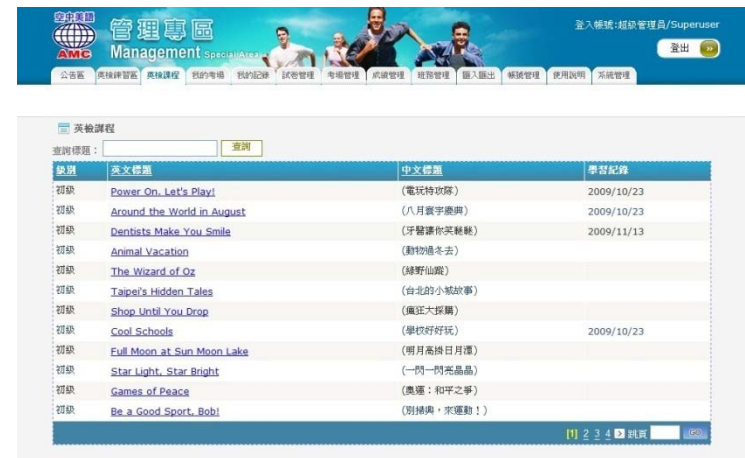 空中美語
AMC
管理專區
Management Special Area
登入帳號:超級管理員/Superuser
登出
公告區 英檢練習區 英檢課程 我的考場 我的記錄 試卷管理 考場管理 成績管理 班務管理 匯入匯出 帳號管理 使用說明 系統管理
英檢課程
查詢標題： 查詢
級別 英文標題 中文標題 學習紀錄
初級 Power On, Let's Play! (電玩特攻隊) 2009/10/23
初級 Around the World in August (八月寰宇慶典) 2009/10/23
初級 Dentists Make You Smile (牙醫讓你笑瞇瞇) 2009/11/13
初級 Animal Vacation (動物過冬去)
初級 The Wizard of Oz (綠野仙蹤)
初級 Taipei's Hidden Tales (台北的小城故事)
初級 Shop Until You Drop (瘋狂大採購)
初級 Cool Schools (學校好好玩) 2009/10/23
初級 Full Moon at Sun Moon Lake (明月高掛日月潭)
初級 Star Light, Star Bright (一閃一閃亮晶晶)
初級 Games of Peace (奧運：和平之爭)
初級 Be a Good Sport, Bob! (別掃興，來運動！)
[1] 2 3 4 跳頁 GO